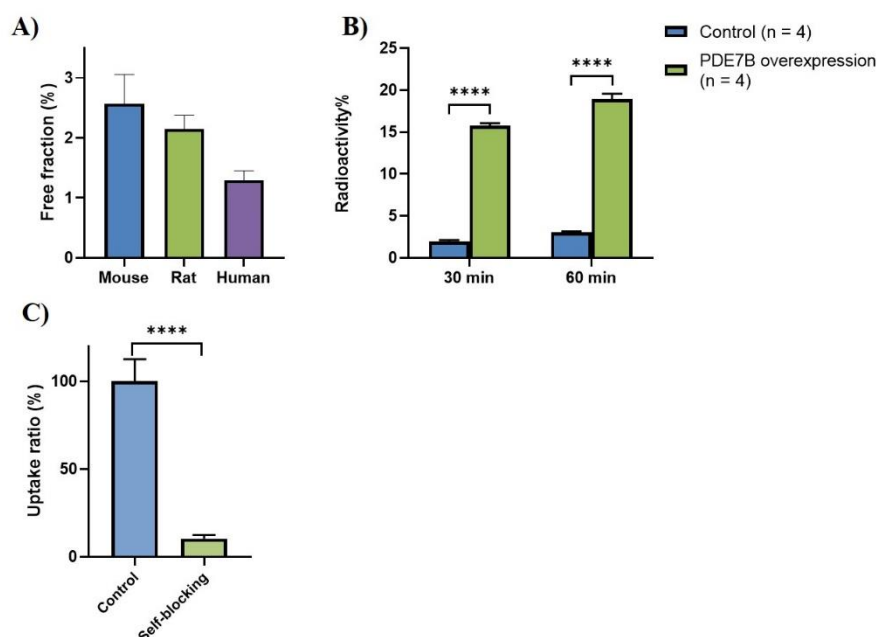 A)
Free fraction (%)
3
2
1
0
Mouse Rat Human
B)
Control (n = 4)
PDE7B overexpression
(n = 4)
Radioactivity%
25
20
15
10
5
0
****
****
30 min 60 min
C)
Uptake ratio (%)
100
50
0
****
Control Self-blocking